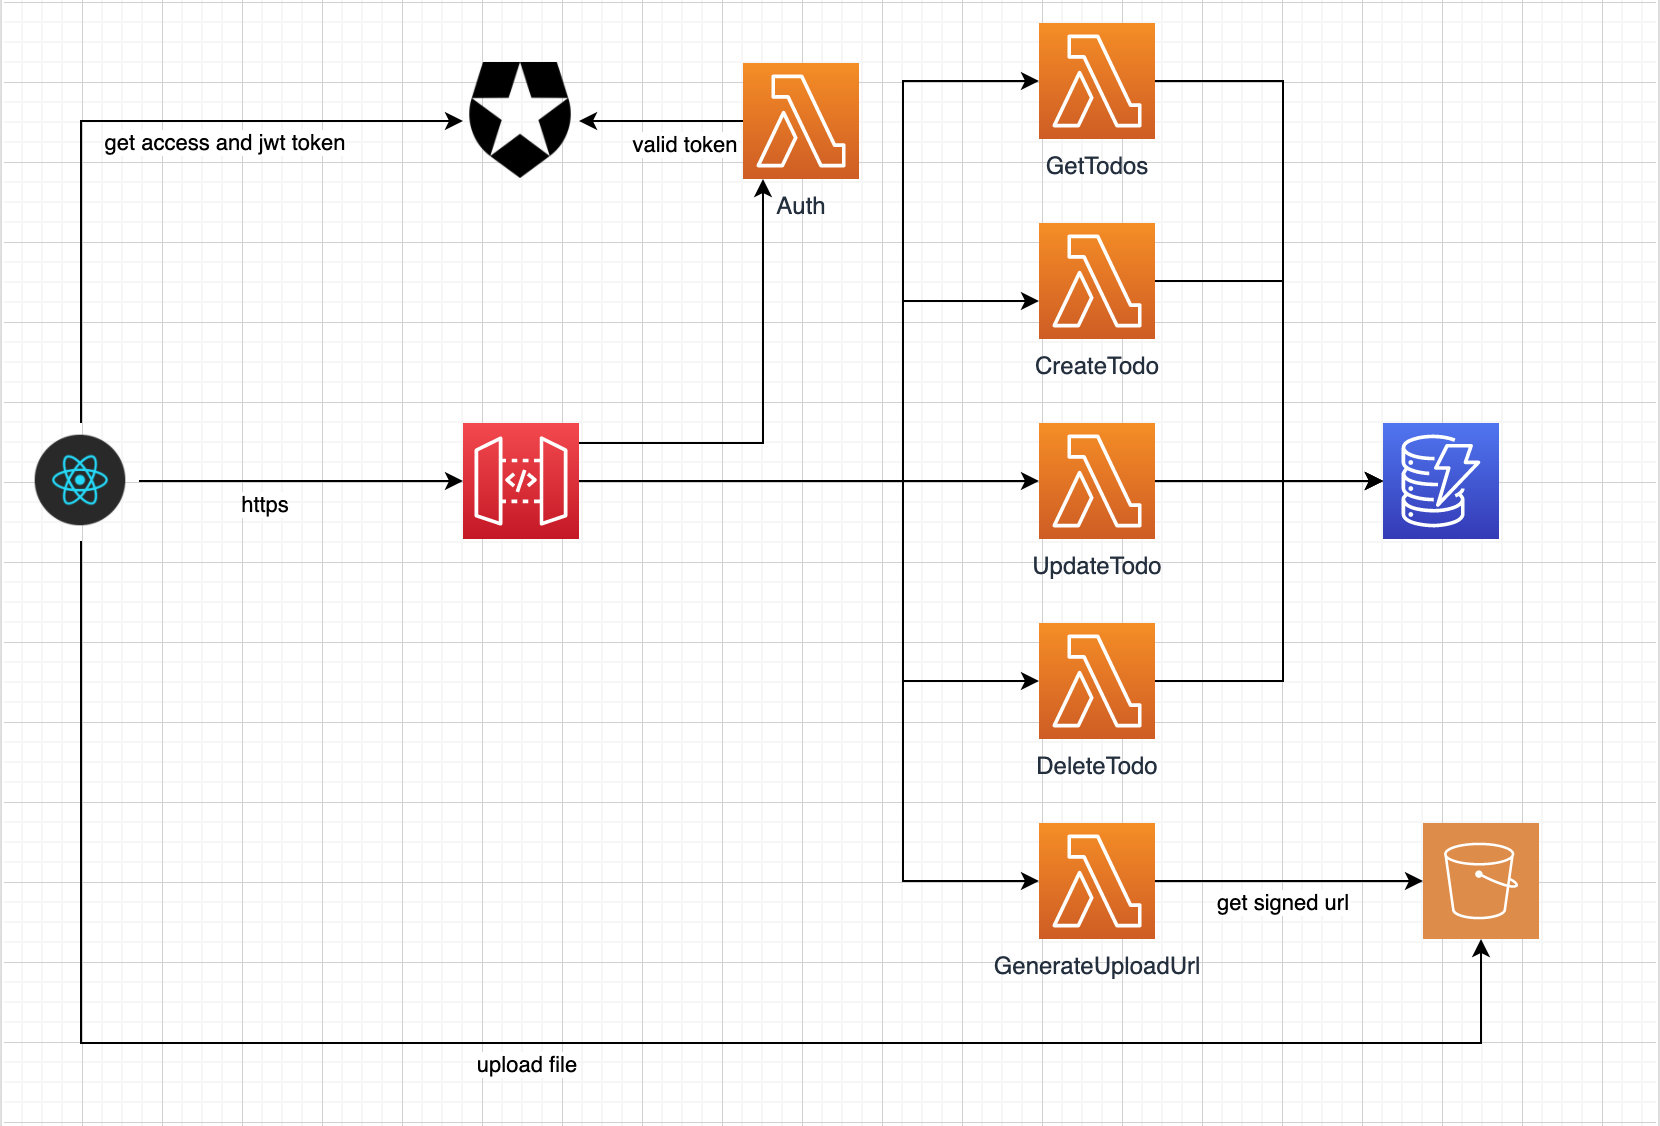 get access and jwt token
valid token
Auth
GetTodos
CreateTodo
https
</>
UpdateTodo
DeleteTodo
get signed url
GenerateUploadUrl
upload file